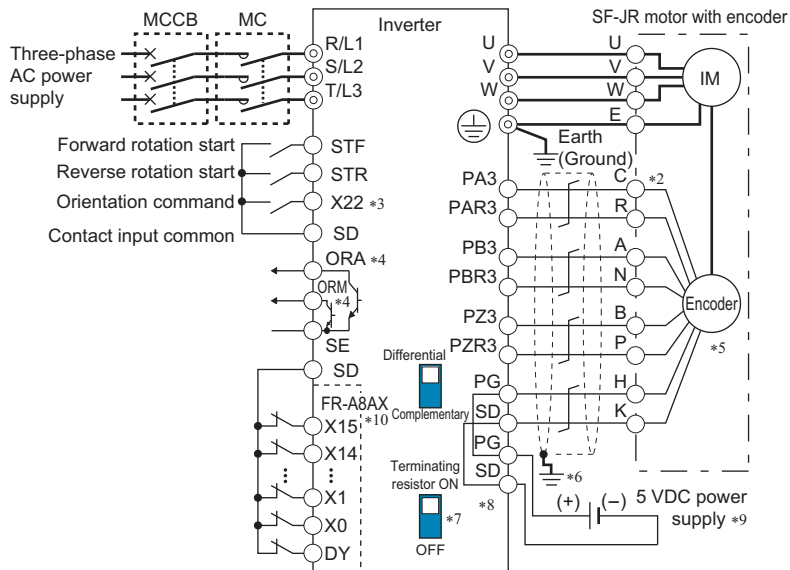 MCCB MC Inverter SF-JR motor with encoder
R/L1 U U
Three-phase S/L2 V V IM
AC power T/L3 W W
supply E
Earth
(Ground)
Forward rotation start STF
Reverse rotation start STR PA3 C *2
Orientation command X22 *3 PAR3 R
Contact input common SD PB3 A
ORA *4 PBR3 N
ORM Encoder
*4 PZ3 B
SE PZR3 P *5
Differential
SD PG H
FR-A8AX Complementary SD K
X15 *10
X14 PG
Terminating SD *6
resistor ON
X1 *7 *8 (+) (–) 5 VDC power
X0 supply *9
DY OFF